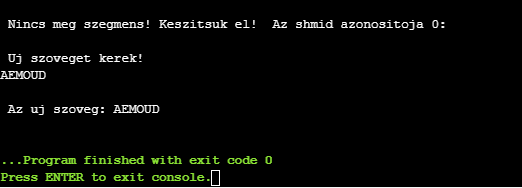 Nincs meg szegmens! Keszitsuk el!  Az shmid azonositoja 0:
Uj szoveget kerek!
AEMOUD
Az uj szoveg: AEMOUD
...Program finished with exit code 0
Press ENTER to exit console.